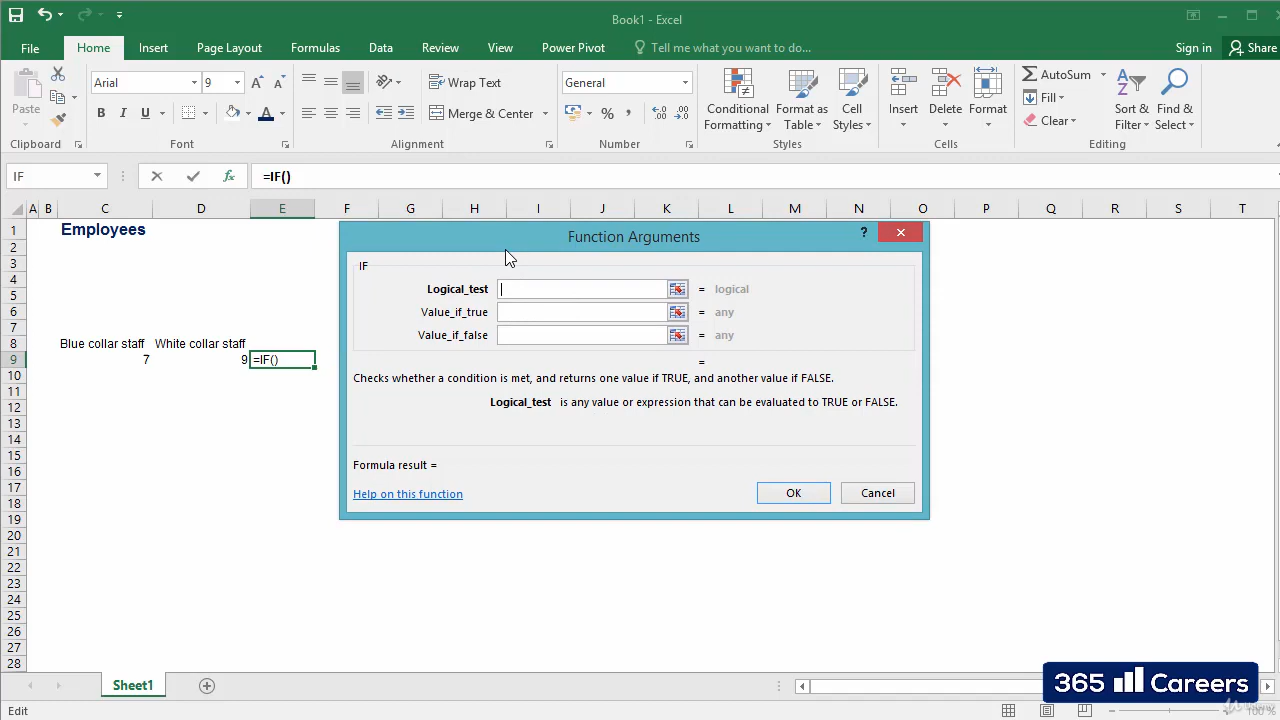 Book1 - Excel
File Home Insert Page Layout Formulas Data Review View Power Pivot Tell me what you want to do... Sign in Share
Paste
Arial 9
B I U A
Wrap Text
Merge & Center
General
%
Conditional Formatting
Format as Table
Cell Styles
Insert
Delete
Format
AutoSum
Fill
Clear
Sort & Filter
Find & Select
Clipboard Font Alignment Number Styles Cells Editing
IF fx =IF()
A B C D E F G H I J K L M N O P Q R S T
1 Employees
2
3
4
5
6
7
8 Blue collar staff White collar staff
9 7 9 =IF()
10
11
12
13
14
15
16
17
18
19
20
21
22
23
24
25
26
27
28
Function Arguments ?
IF
Logical_test = logical
Value_if_true = any
Value_if_false = any
=
Checks whether a condition is met, and returns one value if TRUE, and another value if FALSE.
Logical_test is any value or expression that can be evaluated to TRUE or FALSE.
Formula result =
Help on this function
OK Cancel
Sheet1
365 Careers
Edit
100 %